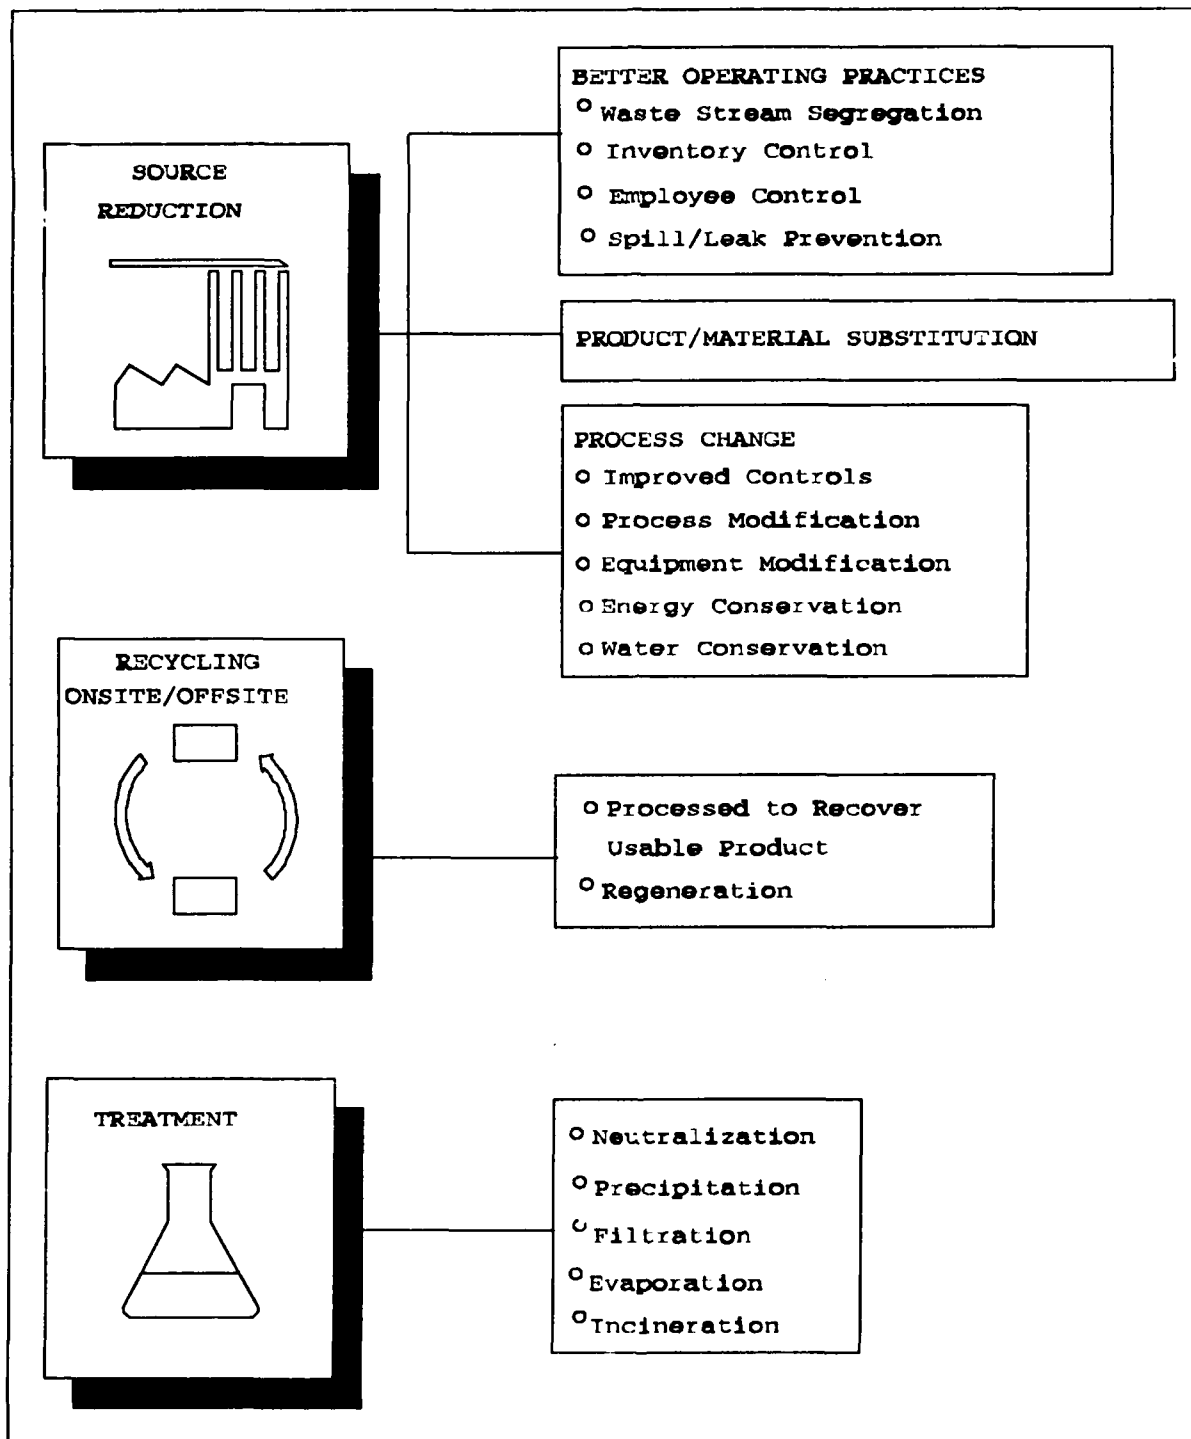 SOURCE
REDUCTION
BETTER OPERATING PRACTICES
o Waste Stream Segregation
o Inventory Control
o Employee Control
o Spill/Leak Prevention
PRODUCT/MATERIAL SUBSTITUTION
PROCESS CHANGE
o Improved Controls
o Process Modification
o Equipment Modification
o Energy Conservation
o Water Conservation
RECYCLING
ONSITE/OFFSITE
o Processed to Recover
Usable Product
o Regeneration
TREATMENT
o Neutralization
o Precipitation
o Filtration
o Evaporation
o Incineration